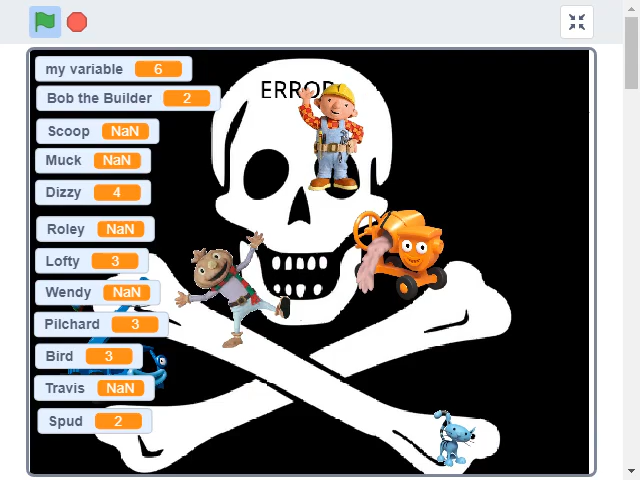 my variable 6
ERROR
Bob the Builder 2
Scoop NaN
Muck NaN
Dizzy 4
Roley NaN
Lofty 3
Wendy NaN
Pilchard 3
Bird 3
Travis NaN
Spud 2